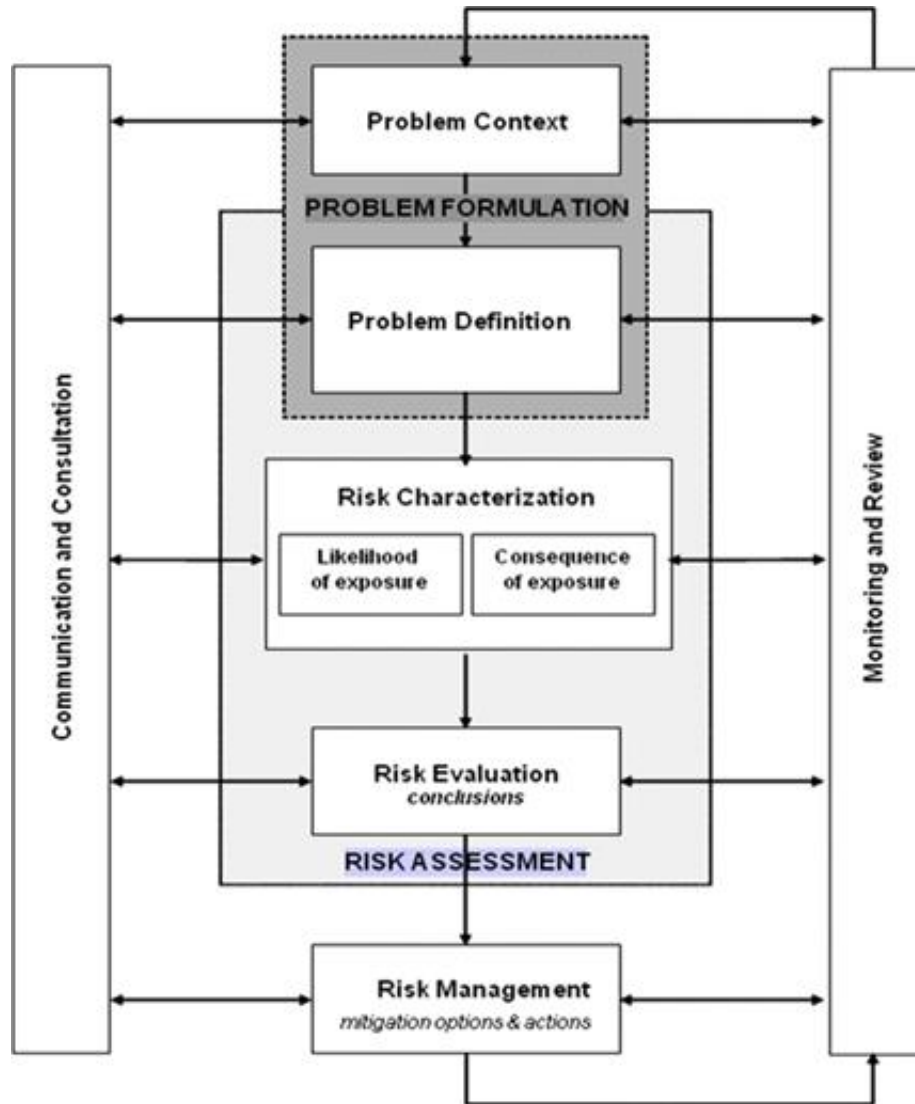 Problem Context
PROBLEM FORMULATION
Problem Definition
Risk Characterization
Likelihood
of exposure
Consequence
of exposure
Risk Evaluation
conclusions
RISK ASSESSMENT
Risk Management
mitigation options & actions
Communication and Consultation
Monitoring and Review